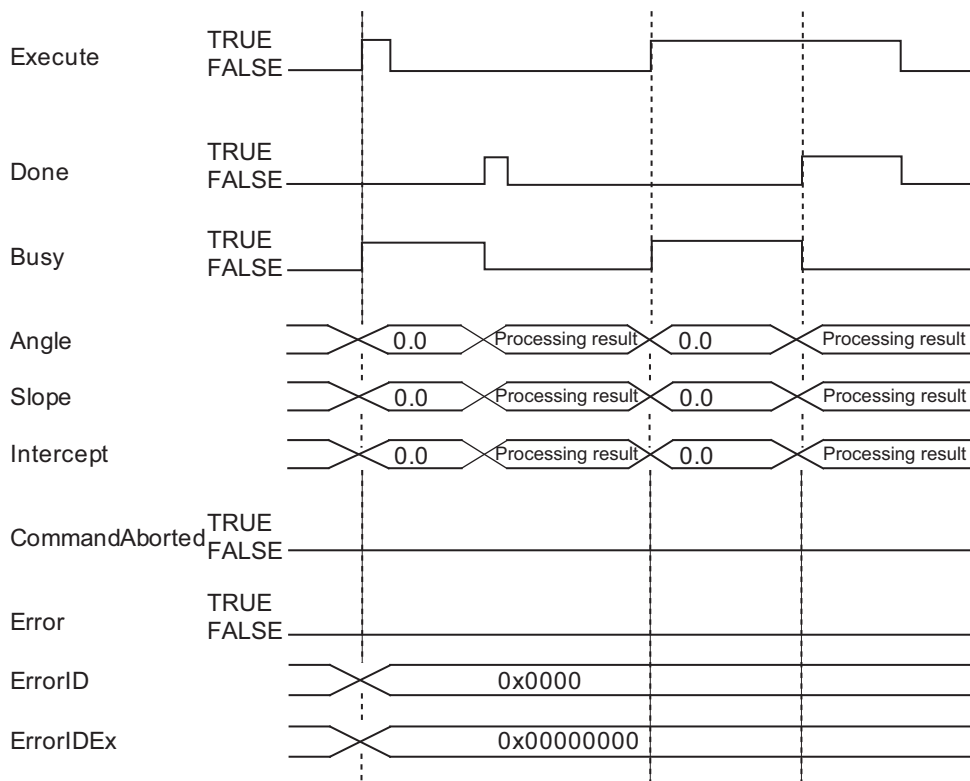 Execute
TRUE
FALSE
Done
TRUE
FALSE
Busy
TRUE
FALSE
Angle
0.0
Processing result
0.0
Processing result
Slope
0.0
Processing result
0.0
Processing result
Intercept
0.0
Processing result
0.0
Processing result
CommandAborted
TRUE
FALSE
Error
TRUE
FALSE
ErrorID
0x0000
ErrorIDEx
0x00000000